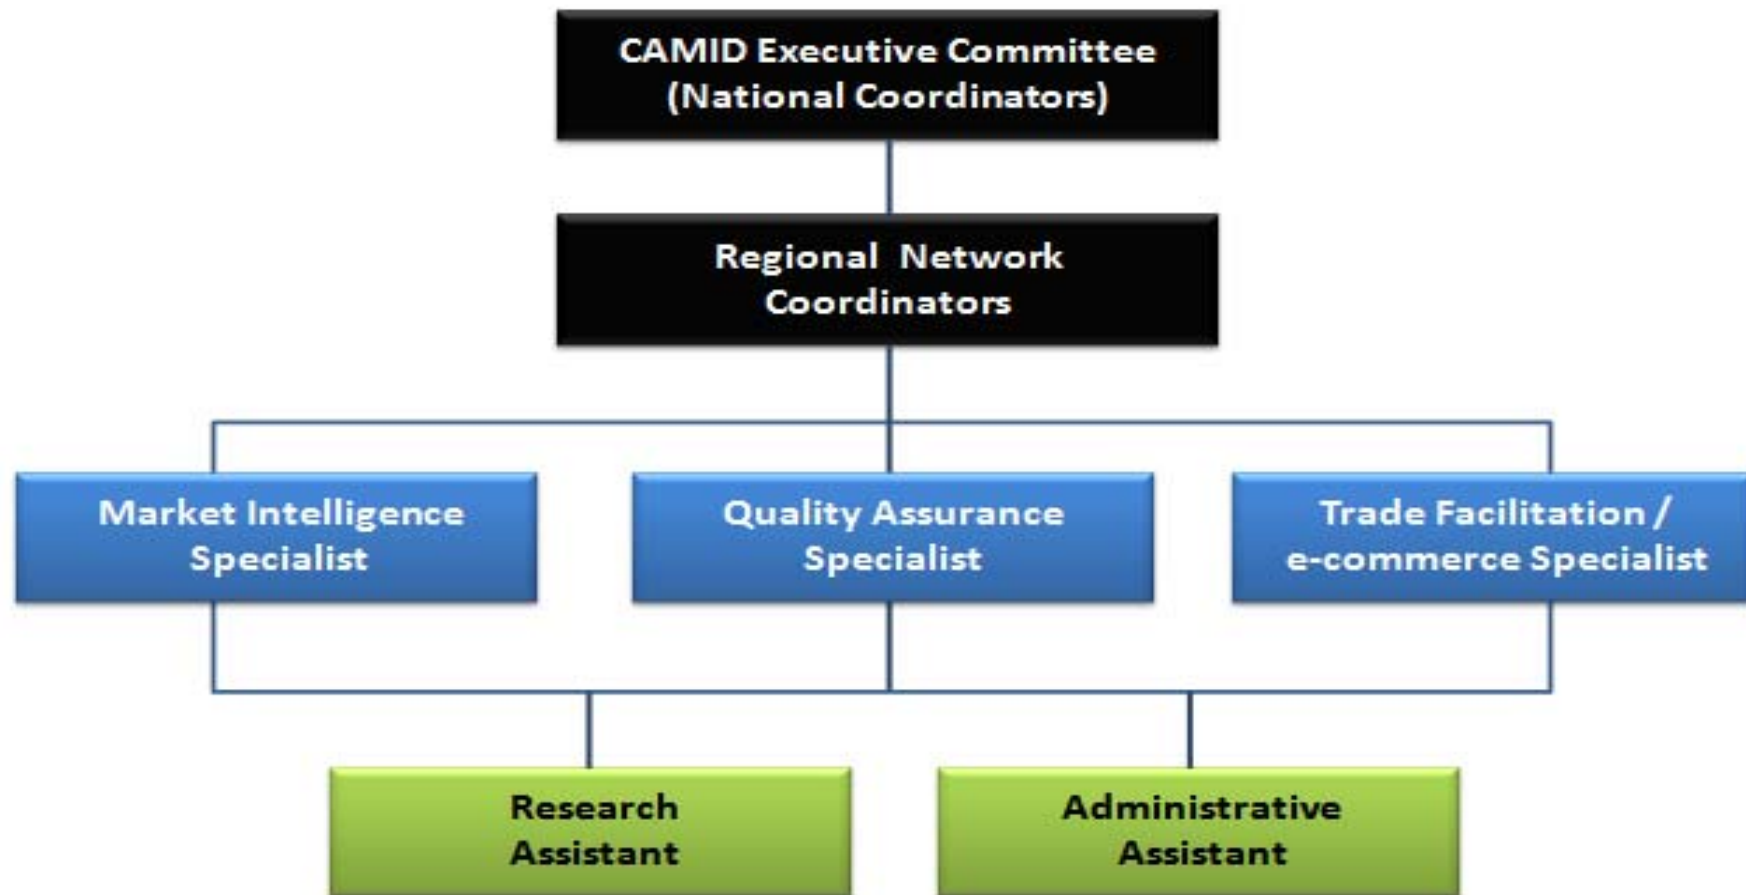 CAMID Executive Committee
(National Coordinators)
Regional Network
Coordinators
Market Intelligence
Specialist
Quality Assurance
Specialist
Trade Facilitation /
e-commerce Specialist
Research
Assistant
Administrative
Assistant